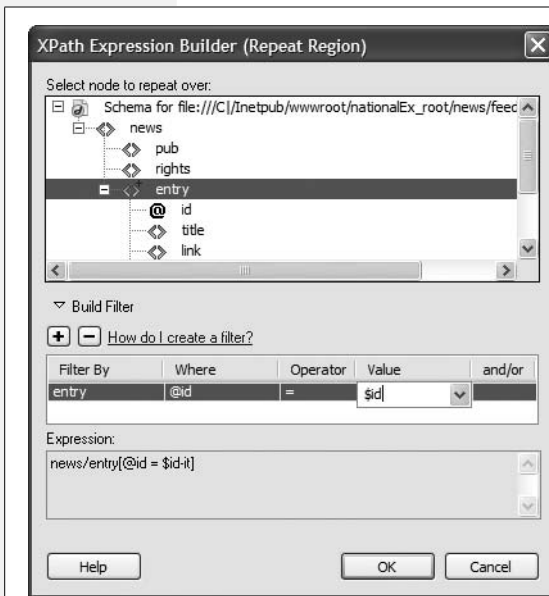 XPath Expression Builder (Repeat Region)
Select node to repeat over:
Schema for file:///C|/Inetpub/wwwroot/nationalEx_root/news/feed
news
pub
rights
entry
@ id
title
link
Build Filter
+ - How do I create a filter?
Filter By Where Operator Value and/or
entry @id = $id
Expression:
news/entry[@id = $id-it]
Help OK Cancel